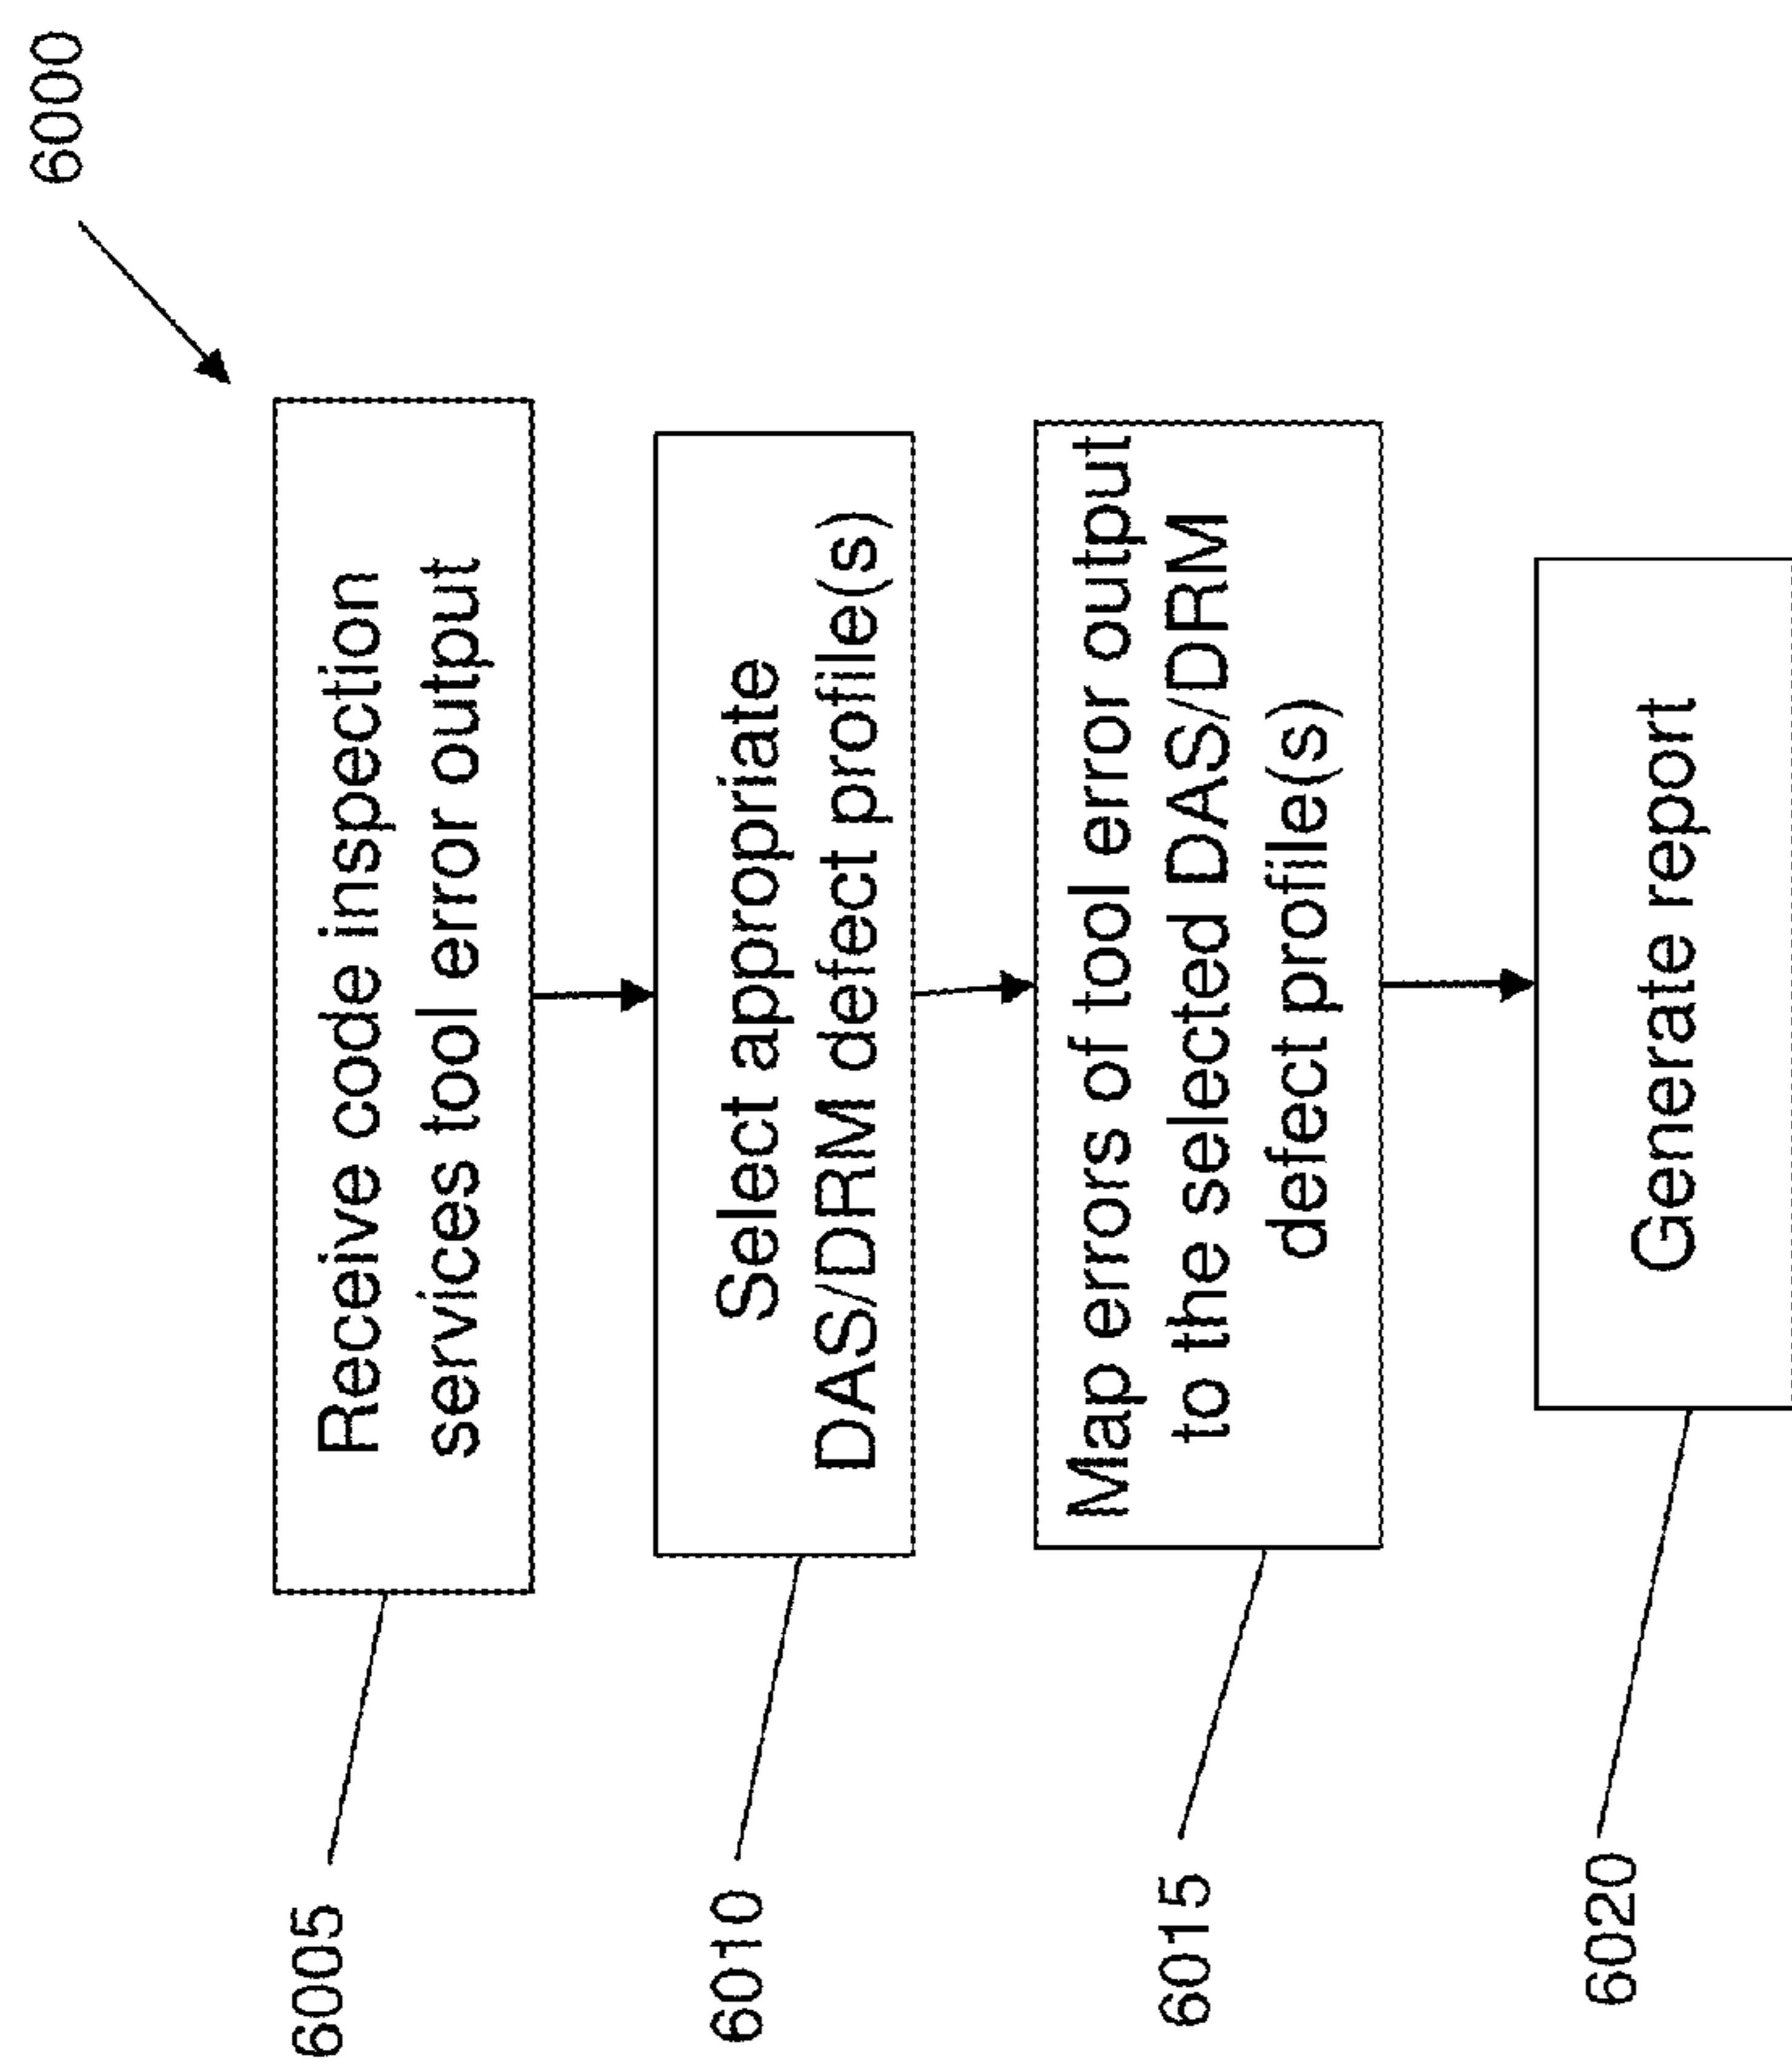 6000
6005
Receive code inspection
services tool error output
6010
Select appropriate
DAS/DRM defect profile(s)
6015
Map errors of tool error output
to the selected DAS/DRM
defect profile(s)
6020
Generate report